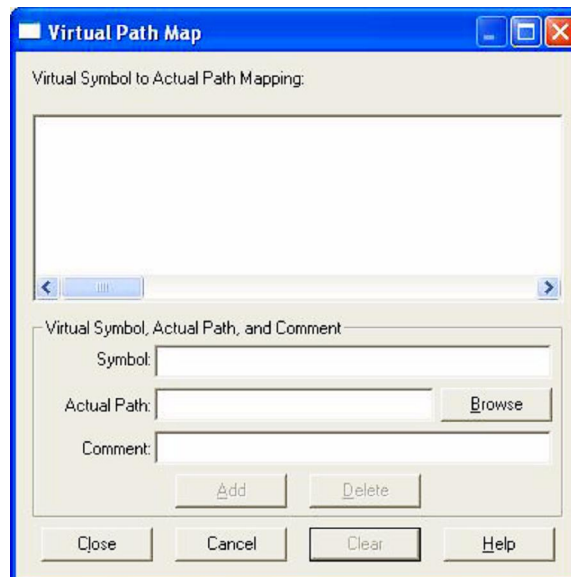 Virtual Path Map
Virtual Symbol to Actual Path Mapping:
Virtual Symbol, Actual Path, and Comment
Symbol:
Actual Path: Browse
Comment:
Add Delete
Close Cancel Clear Help